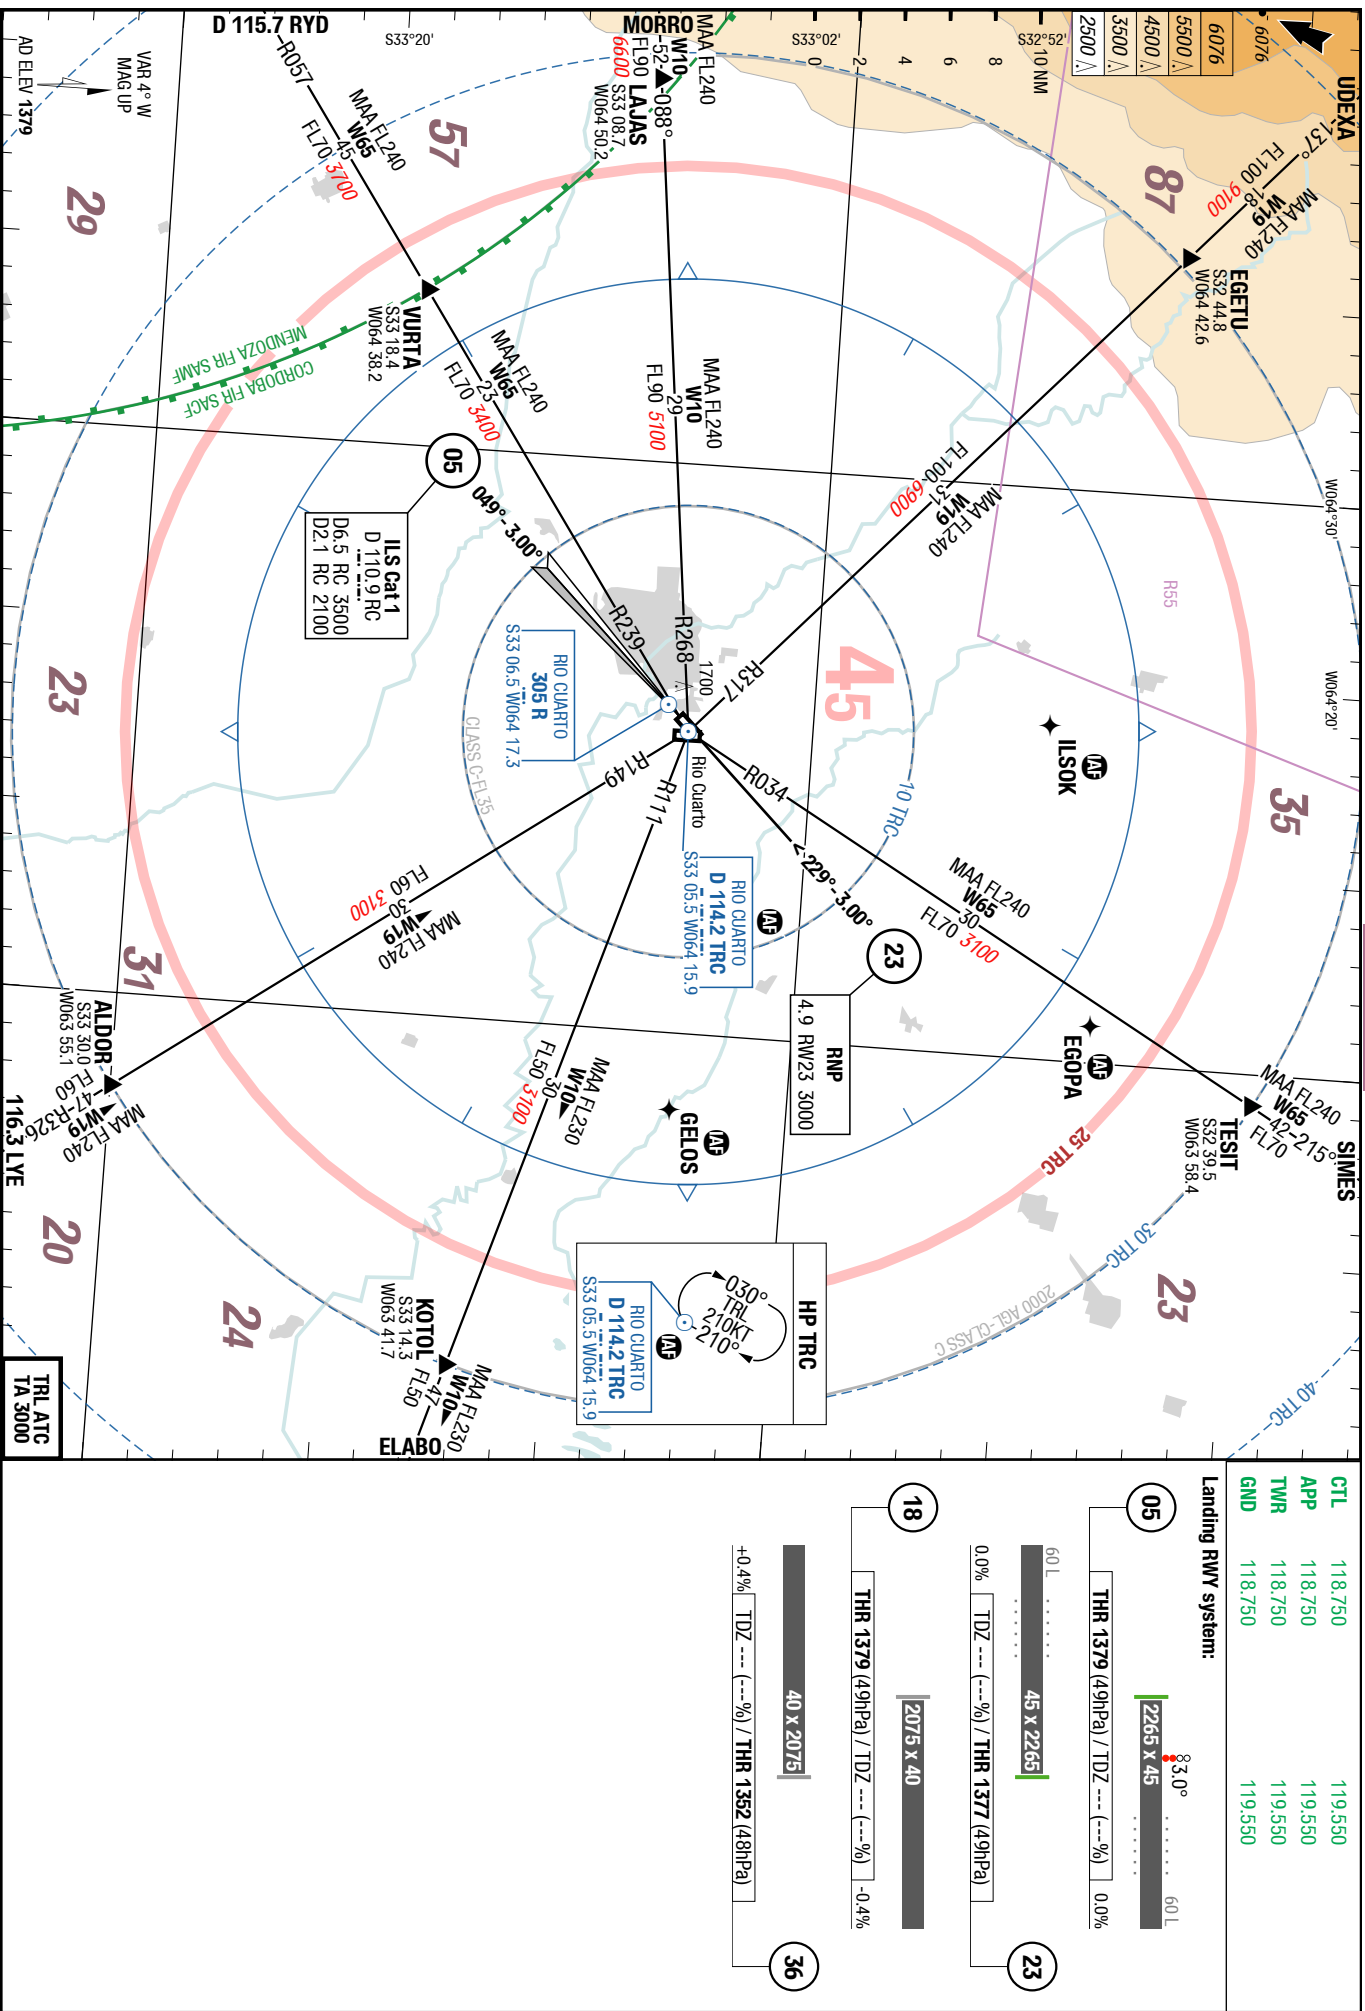 CTL 118.750 119.550
APP 118.750 119.550
TWR 118.750 119.550
GND 118.750 119.550
Landing RWY system:
05
3.0°
2265 x 45
60 L
THR 1379 (49hPa) / TDZ --- (---%)
0.0%
60 L
45 x 2265
0.0%
TDZ --- (---%) / THR 1377 (49hPa)
23
18
2075 x 40
THR 1379 (49hPa) / TDZ --- (---%)
-0.4%
40 x 2075
+0.4%
TDZ --- (---%) / THR 1352 (48hPa)
36
UDEXA
137°
MAA FL240
W19
18
FL100 9100
6076
6076
5500
4500
3500
2500
S32°52'
10 NM
8
6
4
2
0
S33°02'
S33°20'
W064°30'
W064°20'
87
EGETU
S32 44.8
W064 42.6
MAA FL240
W19
31
FL100 6900
R317
R55
35
ILSOK
IAF
45
SIMES
MAA FL240
W65
42-215°
FL70
TESIT
S32 39.5
W063 58.4
EGOPA
IAF
25 TRC
30 TRC
40 TRC
10 TRC
2000 AGL-CLASS C
23
MAA FL240
W65
30
FL70 3100
R034
< 229°-3.00°
23
RNP
4.9 RW23 3000
MORRO
MAA FL240
W10
52
088°
FL90
6600
LAJAS
S33 08.7
W064 50.2
MAA FL240
W10
29
FL90 5100
R268
1700
Rio Cuarto
RIO CUARTO
D 114.2 TRC
S33 05.5 W064 15.9
IAF
RIO CUARTO
305 R
S33 06.5 W064 17.3
GELOS
IAF
HP TRC
030°
TRL
210KT
210°
RIO CUARTO
D 114.2 TRC
S33 05.5 W064 15.9
IAF
D 115.7 RYD
R057
MAA FL240
W65
45
FL70 3700
57
VURTA
S33 18.4
W064 38.2
MAA FL240
W65
23
FL70 3400
R239
MENDOZA FIR SAMF
CORDOBA FIR SACF
05
049°-3.00°
ILS Cat 1
D 110.9 RC
D6.5 RC 3500
D2.1 RC 2100
CLASS C-FL35
R149
R111
MAA FL230
W10
30
FL50 3100
MAA FL240
W19
30
FL60 3100
VAR 4° W
MAG UP
AD ELEV 1379
29
23
31
20
24
ALDOR
S33 30.0
W063 55.1
MAA FL240
W19
47-R326
FL60
116.3 LYE
KOTOL
S33 14.3
W063 41.7
MAA FL230
W10
47
FL50
ELABO
TRL ATC
TA 3000